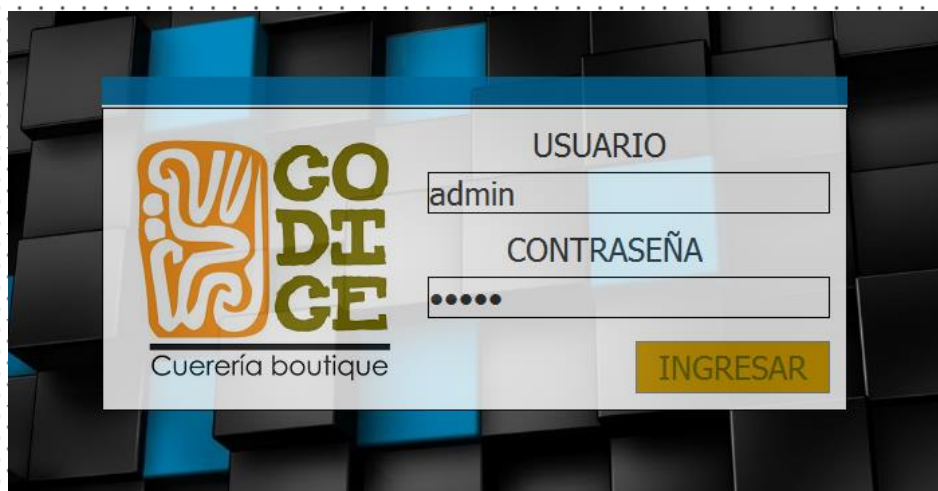 GO
DI
GE
Cuerería boutique
USUARIO
admin
CONTRASEÑA
•••••
INGRESAR